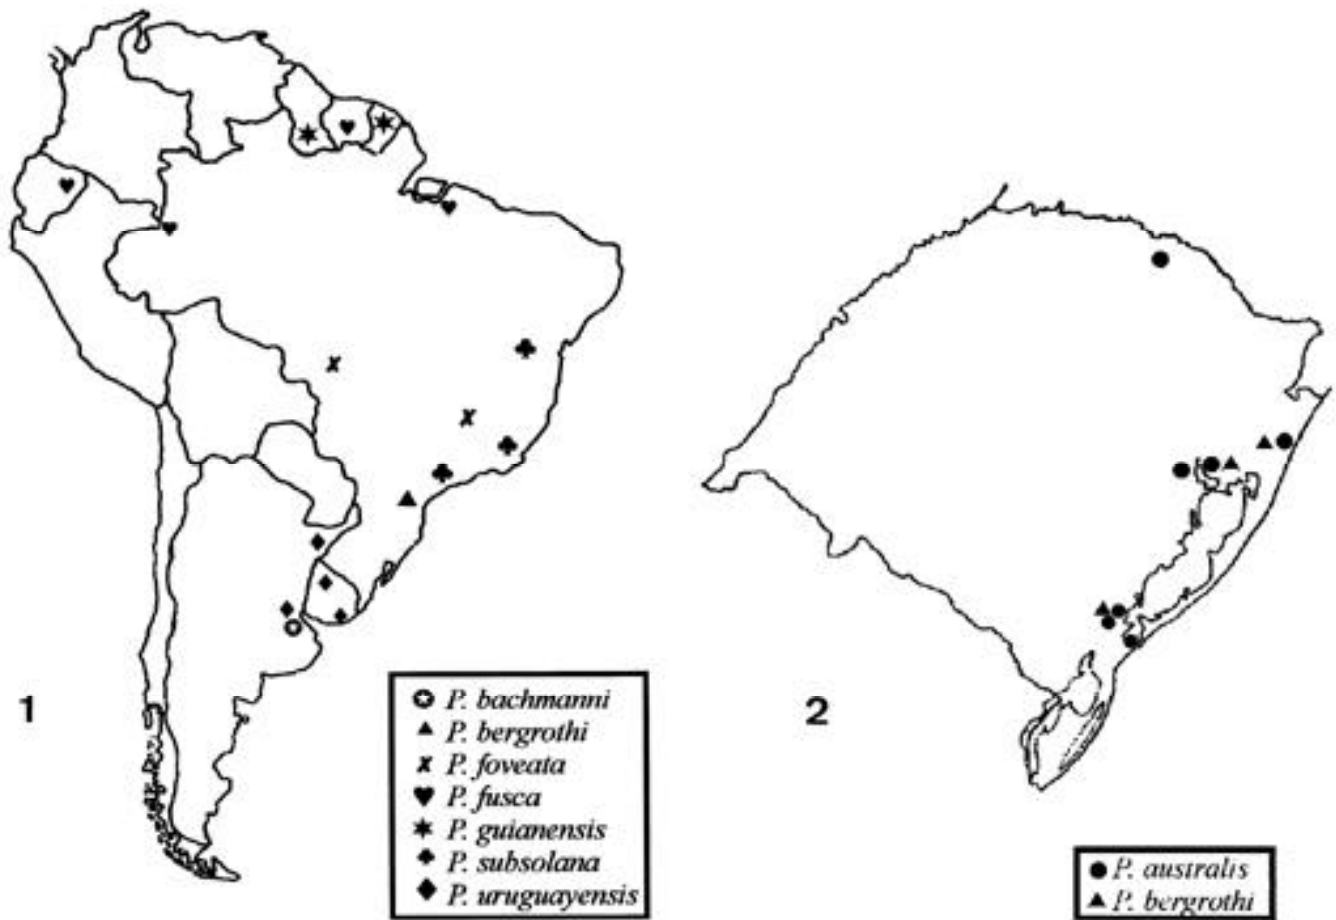 1
P. bachmanni
P. bergrothi
P. foveata
P. fusca
P. guianensis
P. subsolana
P. uruguayensis
2
P. australis
P. bergrothi